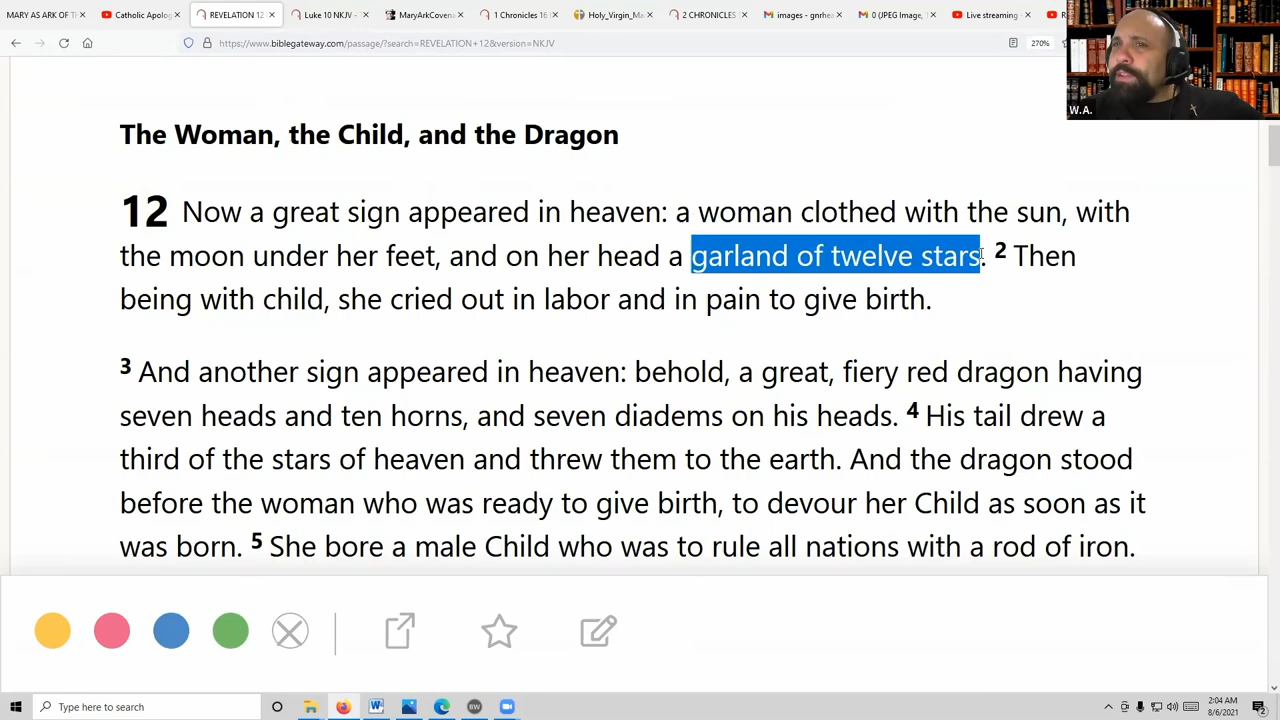 MARY AS ARK OF TH
Catholic Apolog
REVELATION 12
Luke 10 NKJV
MaryArkCovena
1 Chronicles 15
Holy_Virgin_Ma
2 CHRONICLES
images - gnrhe
0 (JPEG Image,
Live streaming
https://www.biblegateway.com/
REVELATION+12&version=NKJV
270%
W.A.
The Woman, the Child, and the Dragon
12 Now a great sign appeared in heaven: a woman clothed with the sun, with
the moon under her feet, and on her head a garland of twelve stars. 2 Then
being with child, she cried out in labor and in pain to give birth.
3 And another sign appeared in heaven: behold, a great, fiery red dragon having
seven heads and ten horns, and seven diadems on his heads. 4 His tail drew a
third of the stars of heaven and threw them to the earth. And the dragon stood
before the woman who was ready to give birth, to devour her Child as soon as it
was born. 5 She bore a male Child who was to rule all nations with a rod of iron.
Type here to search
BW
2:04 AM
8/6/2021
2